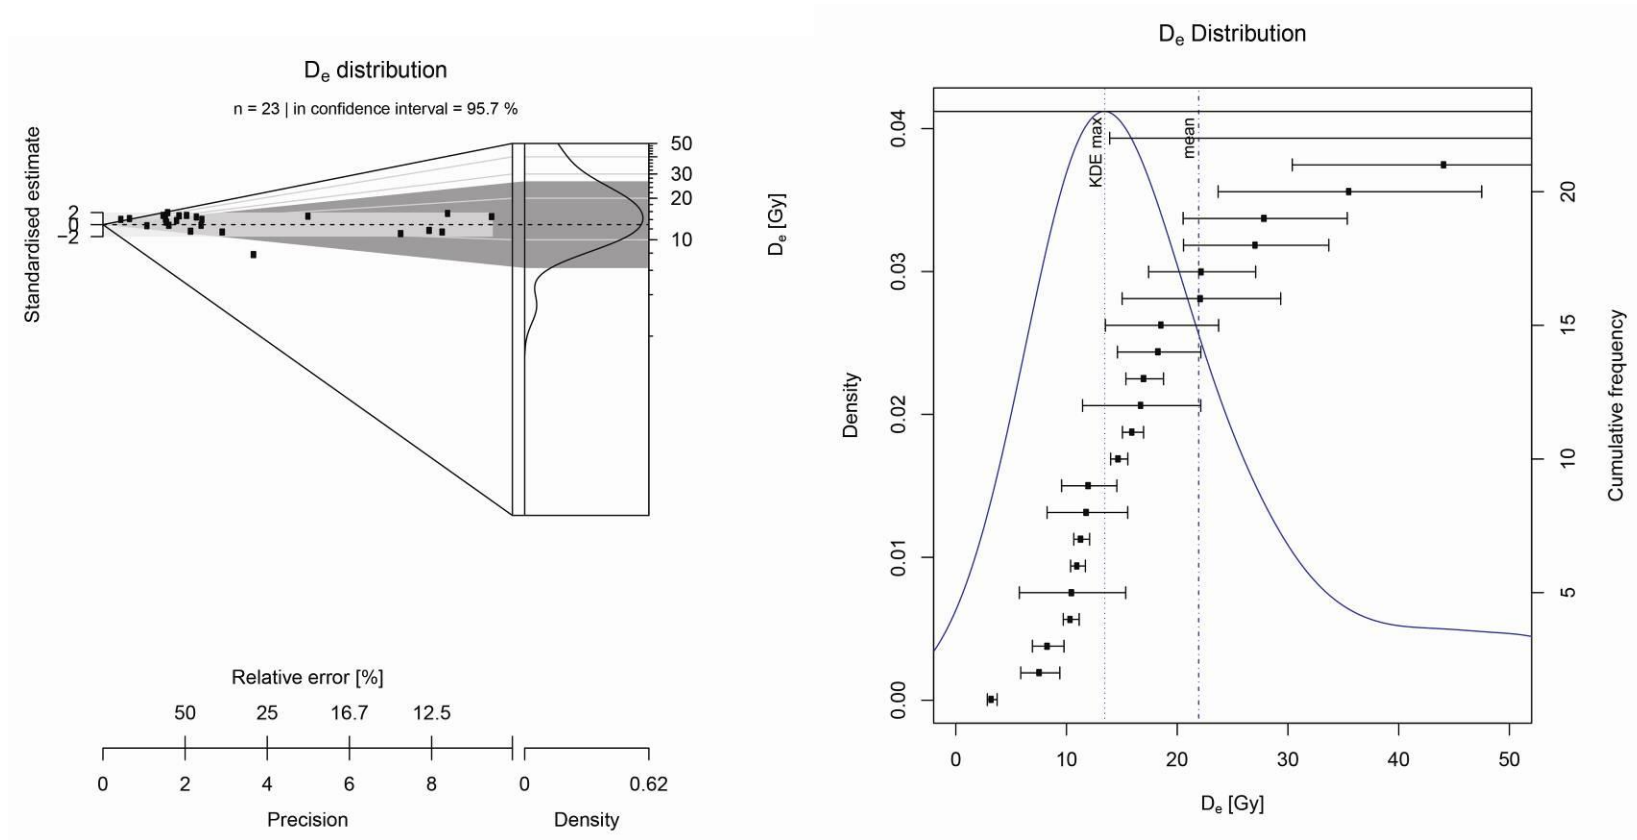 De distribution
n = 23 | in confidence interval = 95.7 %
Standardised estimate
2
0
−2
50
30
20
10
De [Gy]
Relative error [%]
50 25 16.7 12.5
0 2 4 6 8 0 0.62
Precision Density
De Distribution
KDE max
mean
Density
0.04
0.03
0.02
0.01
0.00
20
15
10
5
Cumulative frequency
0 10 20 30 40 50
De [Gy]